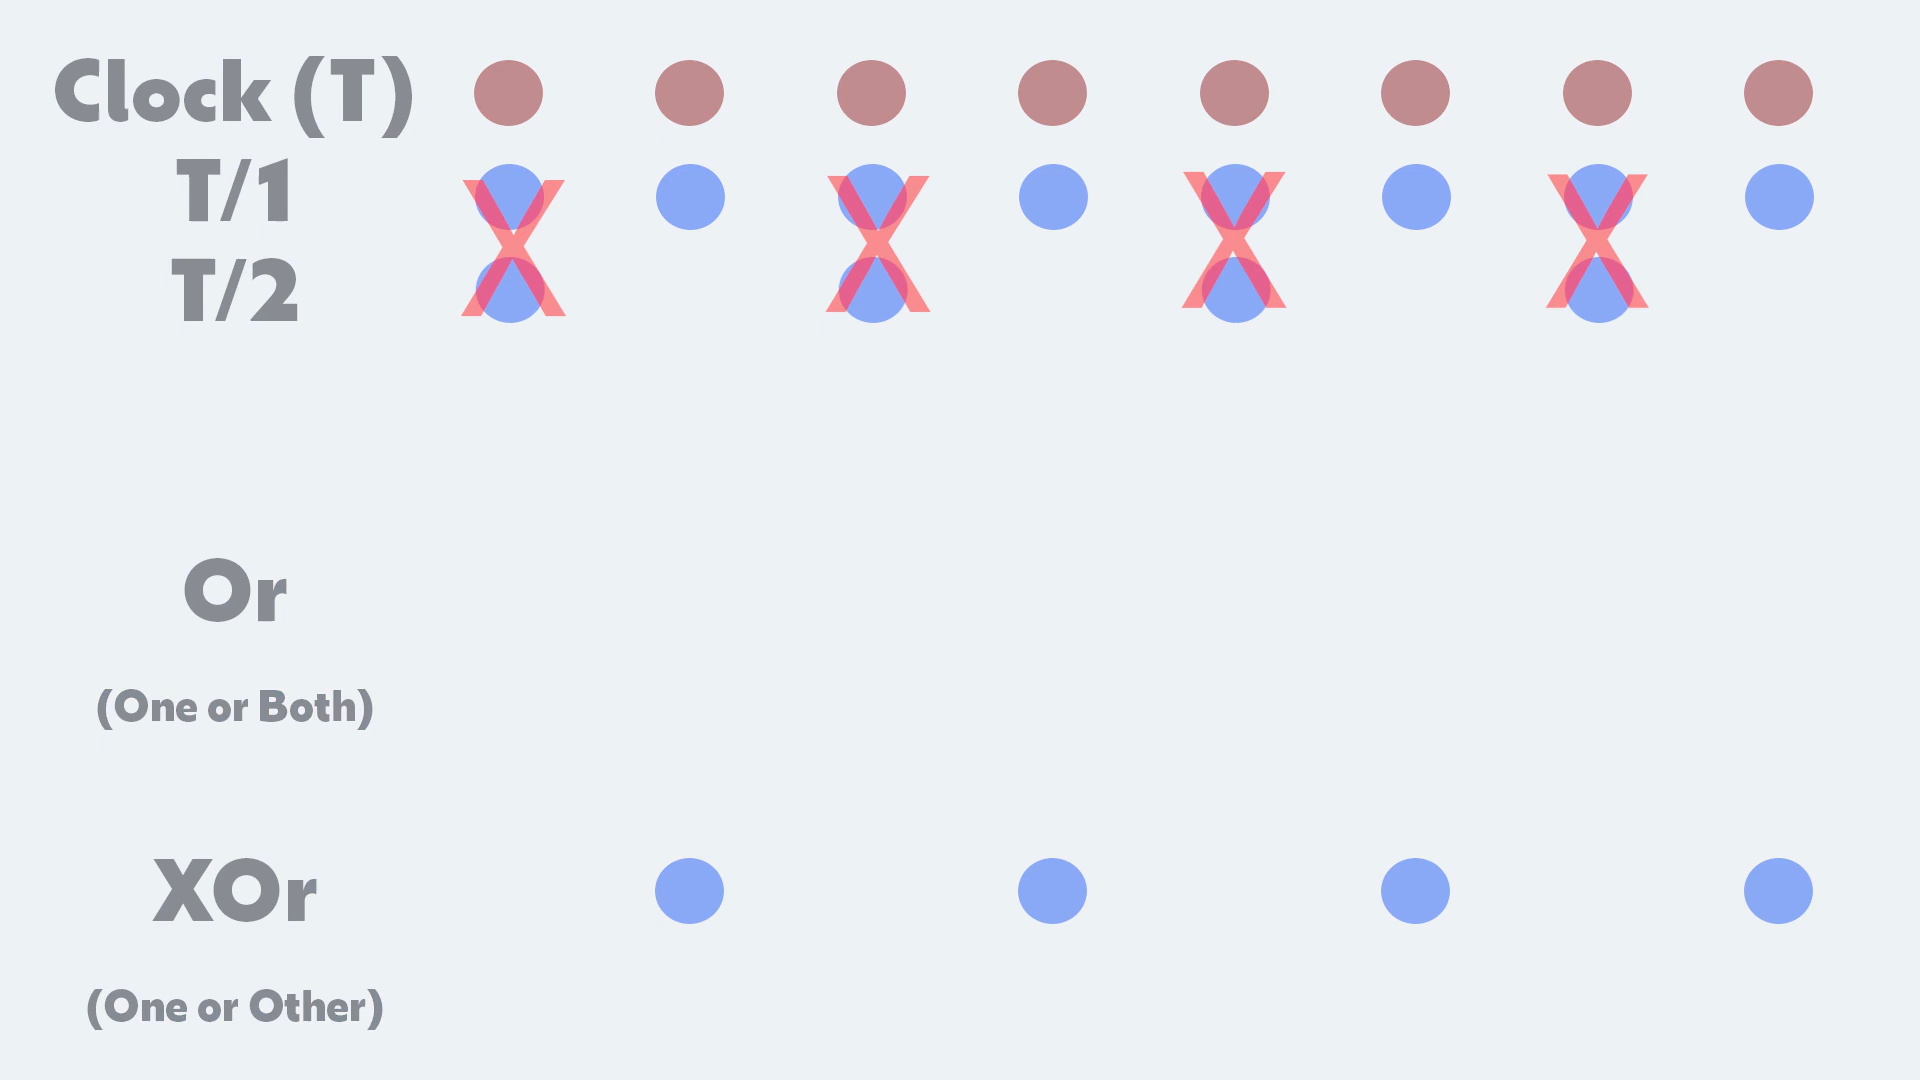 Clock (T)
T/1
T/2
Or
(One or Both)
XOr
(One or Other)